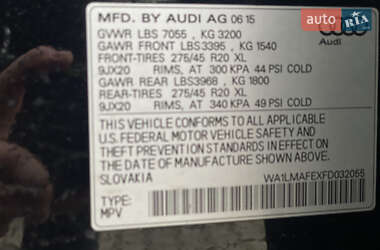 auto RIA
MFD. BY AUDI AG 06 15
GVWR LBS 7055 , KG 3200
GAWR FRONT LBS3395 , KG 1540
FRONT-TIRES 275/45 R20 XL
9JX20 RIMS, AT 300 KPA 44 PSI COLD
GAWR REAR LBS3968 , KG 1800
REAR-TIRES 275/45 R20 XL
9JX20 RIMS, AT 340 KPA 49 PSI COLD
Audi
THIS VEHICLE CONFORMS TO ALL APPLICABLE
U.S. FEDERAL MOTOR VEHICLE SAFETY AND
THEFT PREVENTION STANDARDS IN EFFECT ON
THE DATE OF MANUFACTURE SHOWN ABOVE.
SLOVAKIA WA1LMAFEXFD032055
TYPE:
MPV